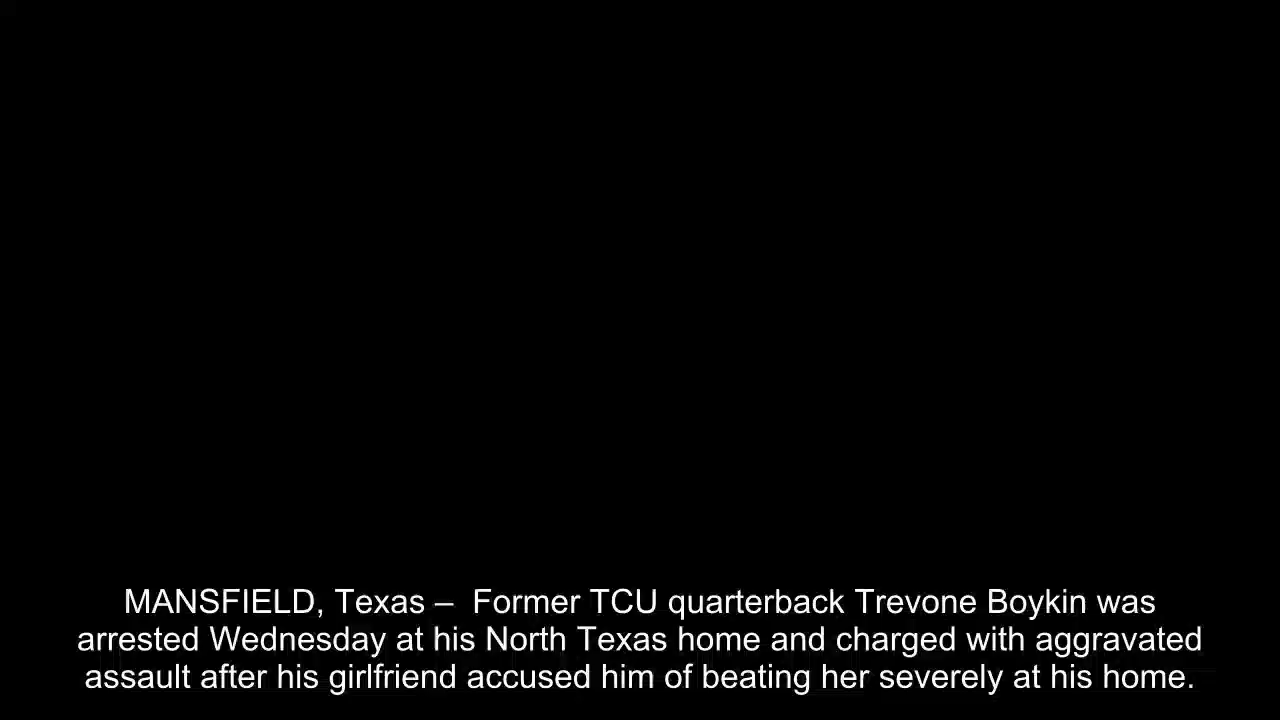 MANSFIELD, Texas –  Former TCU quarterback Trevone Boykin was
arrested Wednesday at his North Texas home and charged with aggravated
assault after his girlfriend accused him of beating her severely at his home.